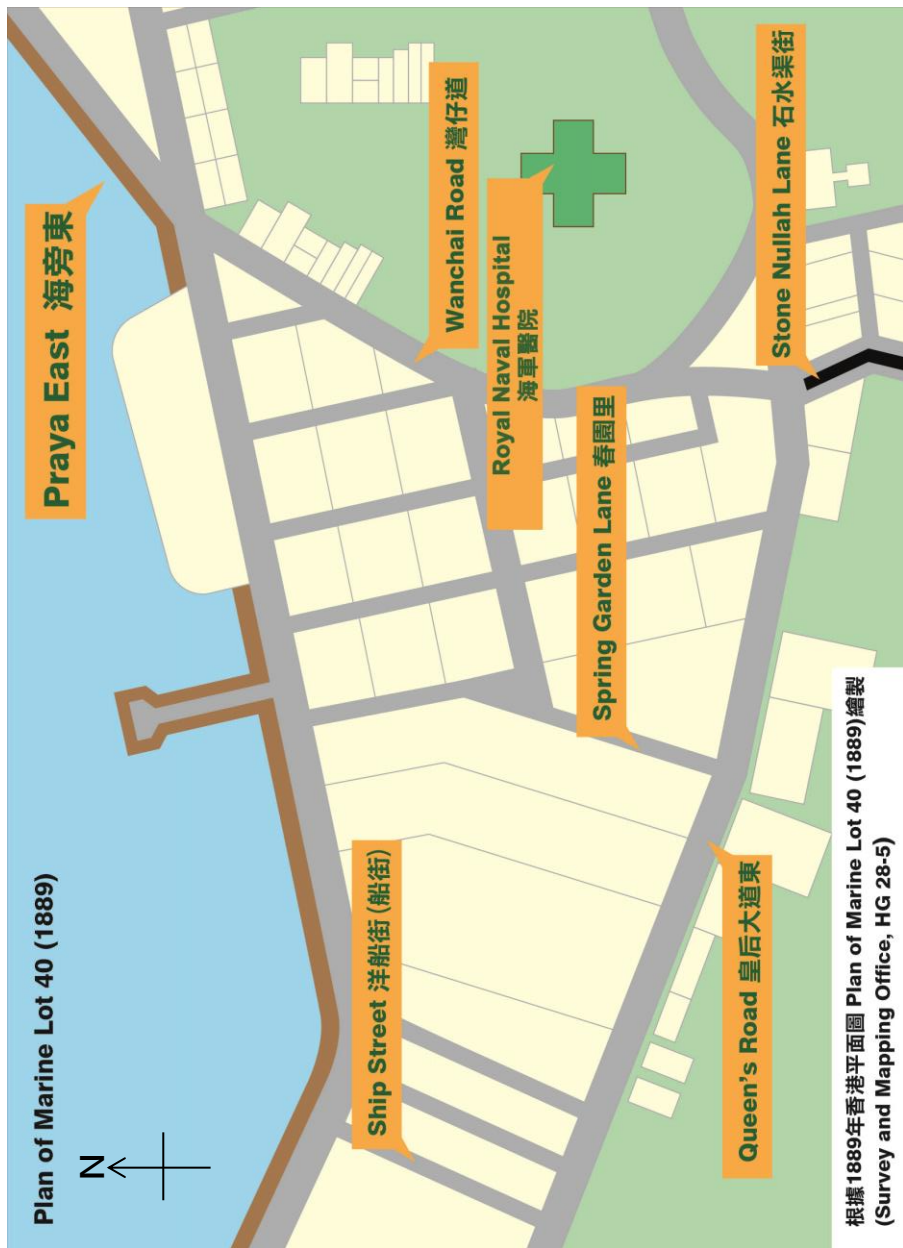 Plan of Marine Lot 40 (1889)
N
Praya East 海旁東
Ship Street 洋船街 (船街)
Wanchai Road 灣仔道
Royal Naval Hospital
海軍醫院
Spring Garden Lane 春園里
Queen's Road 皇后大道東
Stone Nullah Lane 石水渠街
根據1889年香港平面圖 Plan of Marine Lot 40 (1889)繪製
(Survey and Mapping Office, HG 28-5)